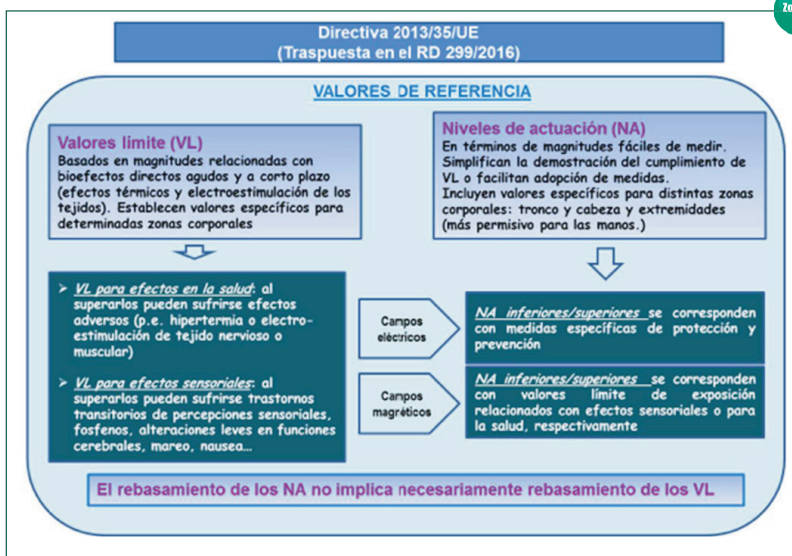 Zo
Directiva 2013/35/UE
(Traspuesta en el RD 299/2016)
VALORES DE REFERENCIA
Valores límite (VL)
Basados en magnitudes relacionadas con
bioefectos directos agudos y a corto plazo
(efectos térmicos y electroestimulación de los
tejidos). Establecen valores específicos para
determinadas zonas corporales
Niveles de actuación (NA)
En términos de magnitudes fáciles de medir.
Simplifican la demostración del cumplimiento de
VL o facilitan adopción de medidas.
Incluyen valores específicos para distintas zonas
corporales: tronco y cabeza y extremidades
(más permisivo para las manos.)
➢ VL para efectos en la salud: al
superarlos pueden sufrirse efectos
adversos (p.e. hipertermia o electro-
estimulación de tejido nervioso o
muscular)
➢ VL para efectos sensoriales: al
superarlos pueden sufrirse trastornos
transitorios de percepciones sensoriales,
fosfenos, alteraciones leves en funciones
cerebrales, mareo, nausea...
Campos
eléctricos
Campos
magnéticos
NA inferiores/superiores se corresponden
con medidas específicas de protección y
prevención
NA inferiores/superiores se corresponden
con valores límite de exposición
relacionados con efectos sensoriales o para
la salud, respectivamente
El rebasamiento de los NA no implica necesariamente rebasamiento de los VL